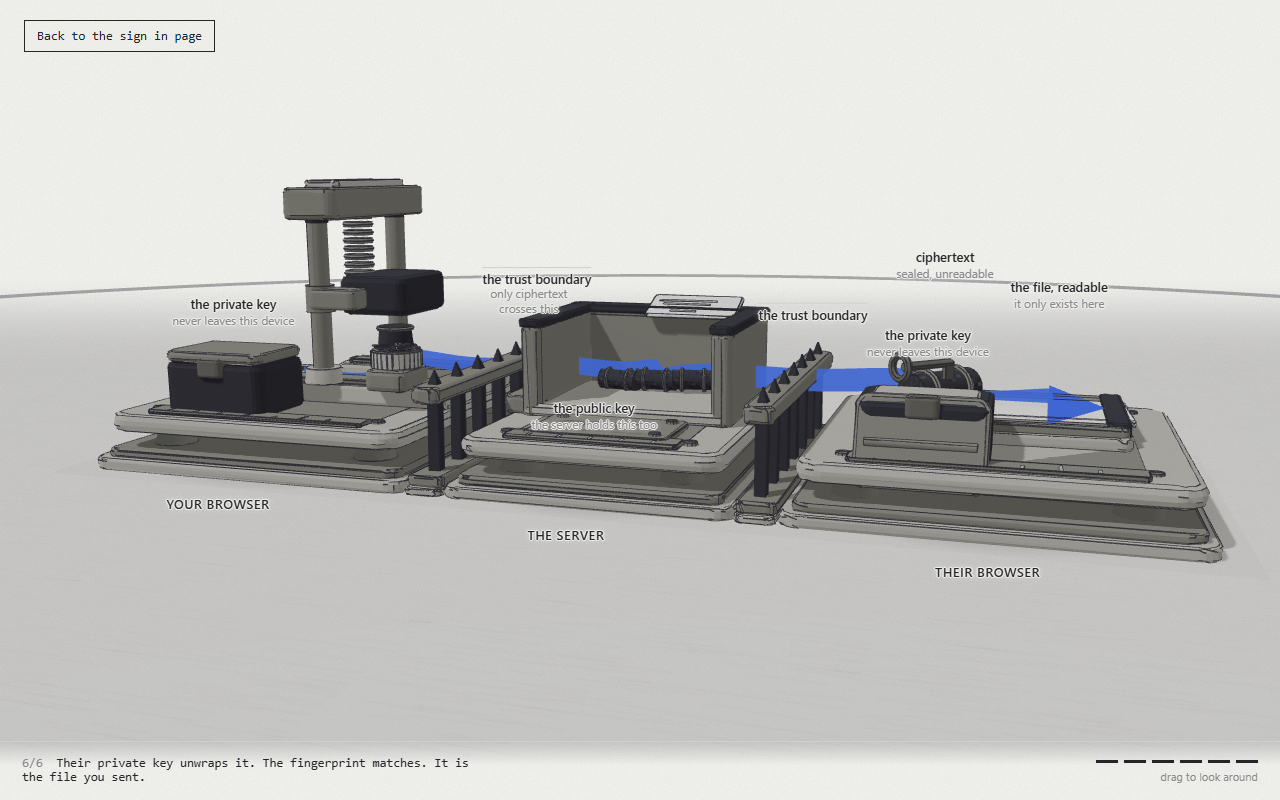 Back to the sign in page
ciphertext
sealed, unreadable
the trust boundary
only ciphertext
crosses this
the file, readable
it only exists here
the private key
never leaves this device
the trust boundary
the private key
never leaves this device
the public key
the server holds this too
YOUR BROWSER
THE SERVER
THEIR BROWSER
6/6 Their private key unwraps it. The fingerprint matches. It is
the file you sent.
drag to look around